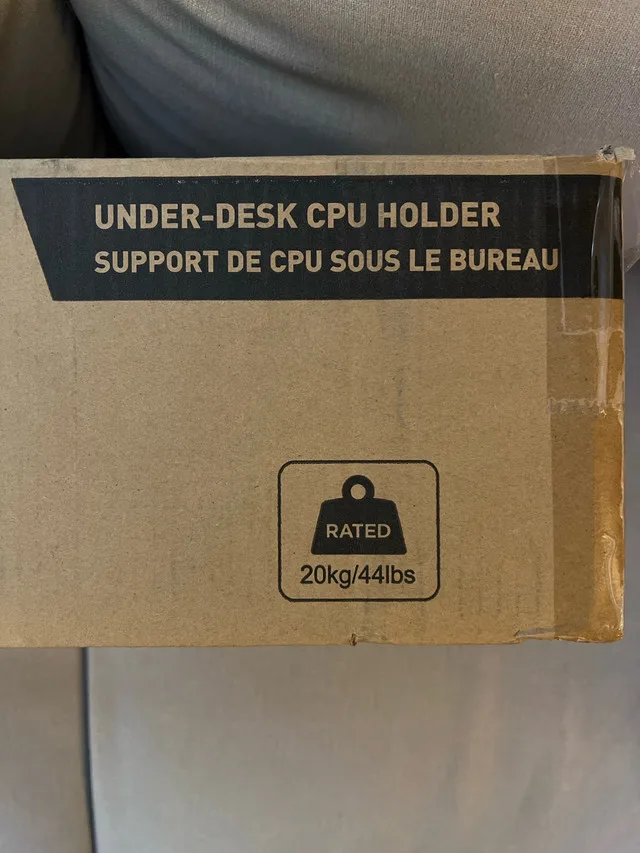 UNDER-DESK CPU HOLDER
SUPPORT DE CPU SOUS LE BUREAU
RATED
20kg/44lbs